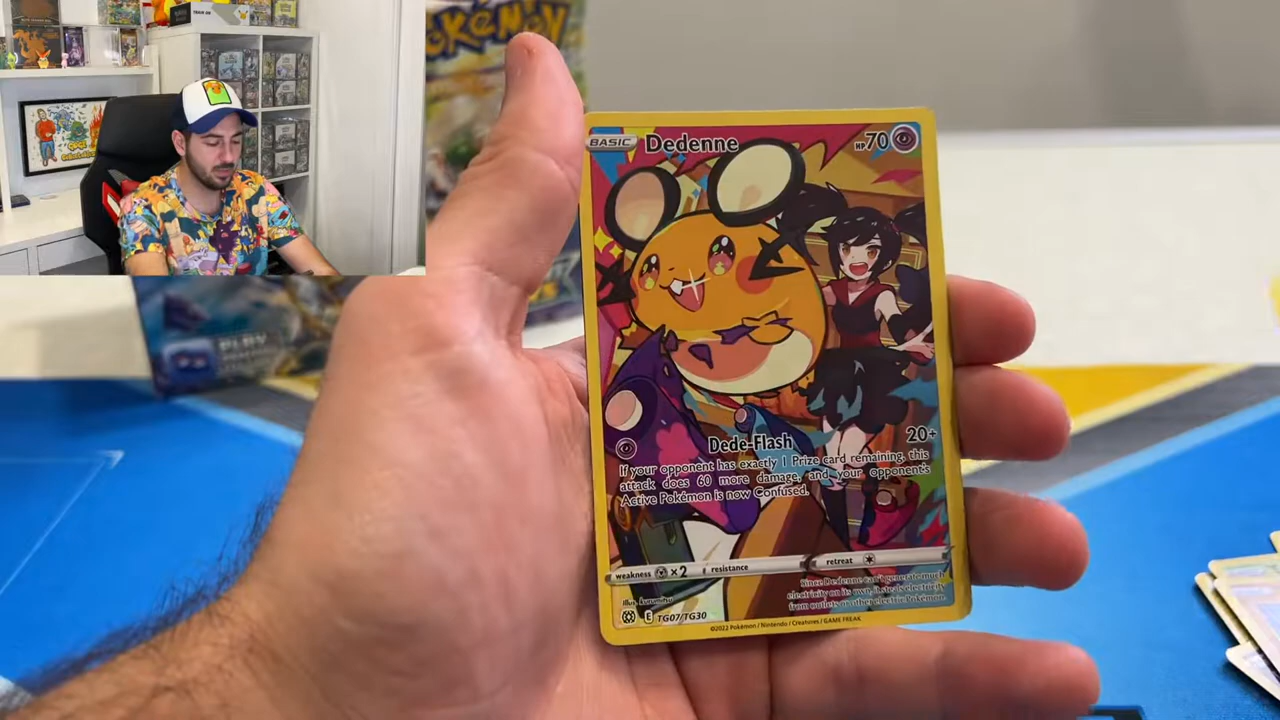 Pokémon
PLAY
BASIC Dedenne HP 70
Dede-Flash 20+
If your opponent has exactly 1 Prize card remaining, this
attack does 60 more damage, and your opponent's
Active Pokémon is now Confused.
weakness ×2 resistance retreat
Since Dedenne can't generate much
electricity on its own, it steals electricity
from outlets or other electric Pokémon.
Illus. kurumitsu
E TG07/TG30
©2022 Pokémon / Nintendo / Creatures / GAME FREAK